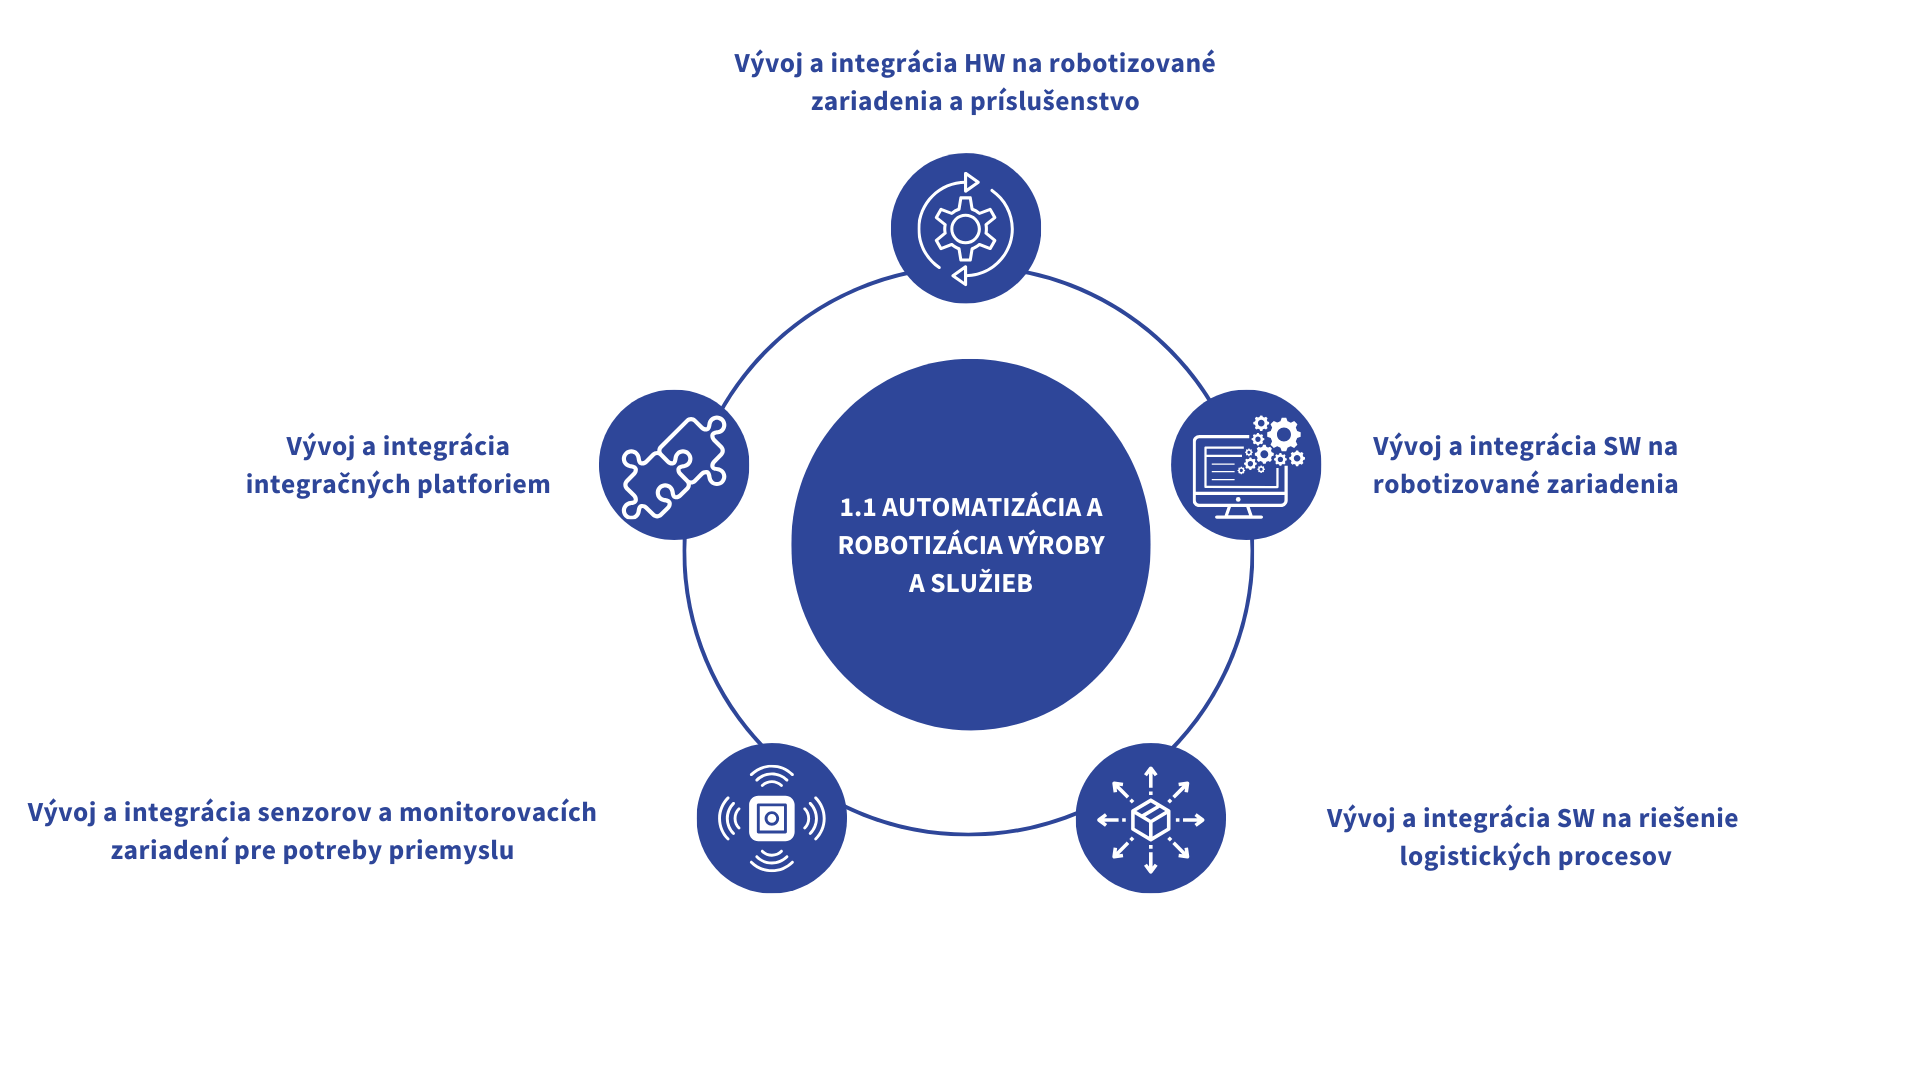 Vývoj a integrácia HW na robotizované
zariadenia a príslušenstvo
Vývoj a integrácia
integračných platforiem
1.1 AUTOMATIZÁCIA A
ROBOTIZÁCIA VÝROBY
A SLUŽIEB
Vývoj a integrácia SW na
robotizované zariadenia
Vývoj a integrácia senzorov a monitorovacích
zariadení pre potreby priemyslu
Vývoj a integrácia SW na riešenie
logistických procesov